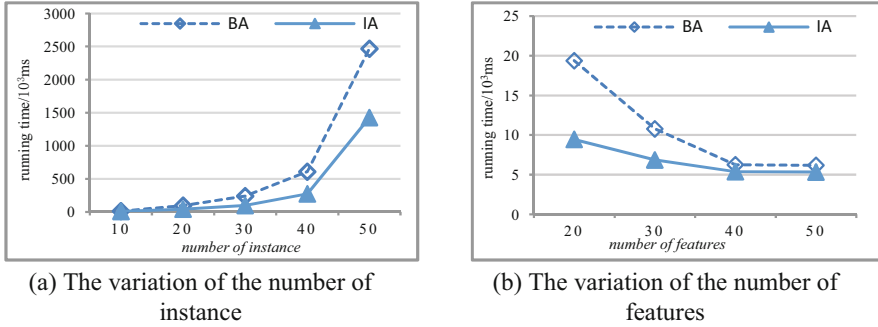 BA IA
running time/10³ms
3000
2500
2000
1500
1000
500
0
10 20 30 40 50
number of instance
(a) The variation of the number of
instance
BA IA
running time/10³ms
25
20
15
10
5
0
20 30 40 50
number of features
(b) The variation of the number of
features